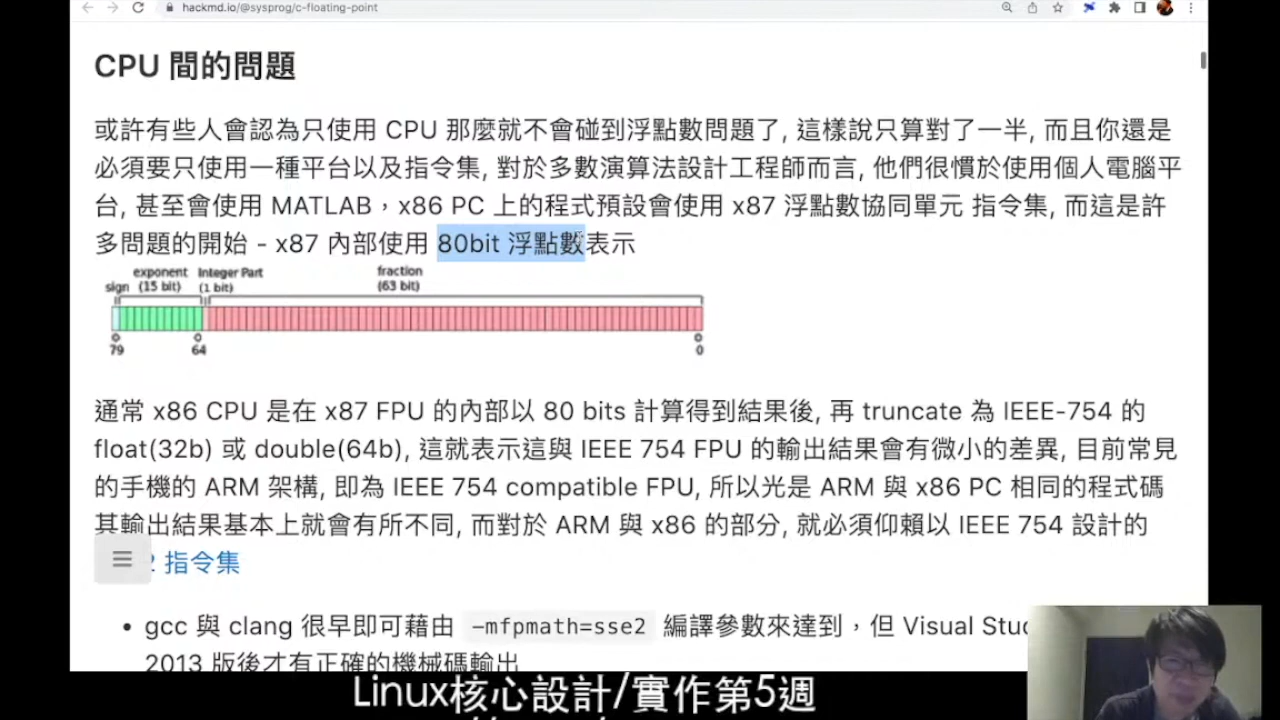 hackmd.io/@sysprog/c-floating-point
CPU 間的問題
或許有些人會認為只使用 CPU 那麼就不會碰到浮點數問題了, 這樣說只算對了一半, 而且你還是
必須要只使用一種平台以及指令集, 對於多數演算法設計工程師而言, 他們很慣於使用個人電腦平
台, 甚至會使用 MATLAB，x86 PC 上的程式預設會使用 x87 浮點數協同單元 指令集, 而這是許
多問題的開始 - x87 內部使用 80bit 浮點數表示
exponent Integer Part fraction
sign (15 bit) (1 bit) (63 bit)
79 64 0
通常 x86 CPU 是在 x87 FPU 的內部以 80 bits 計算得到結果後, 再 truncate 為 IEEE-754 的
float(32b) 或 double(64b), 這就表示這與 IEEE 754 FPU 的輸出結果會有微小的差異, 目前常見
的手機的 ARM 架構, 即為 IEEE 754 compatible FPU, 所以光是 ARM 與 x86 PC 相同的程式碼
其輸出結果基本上就會有所不同, 而對於 ARM 與 x86 的部分, 就必須仰賴以 IEEE 754 設計的
指令集
• gcc 與 clang 很早即可藉由 -mfpmath=sse2 編譯參數來達到，但 Visual
2013 版後才有正確的機械碼輸出
Linux核心設計/實作第5週